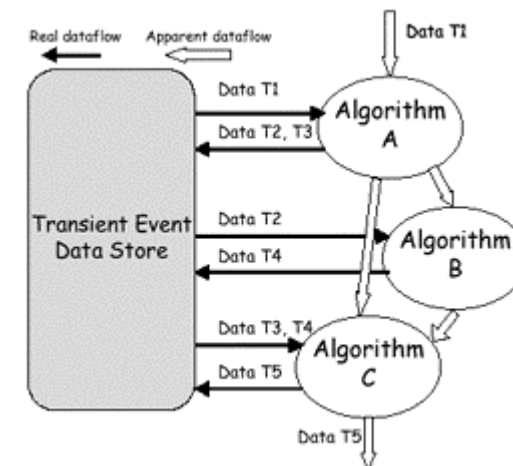 Real dataflow
Apparent dataflow
Data T1
Data T1
Algorithm
A
Data T2, T3
Transient Event
Data Store
Data T2
Algorithm
B
Data T4
Data T3, T4
Algorithm
C
Data T5
Data T5